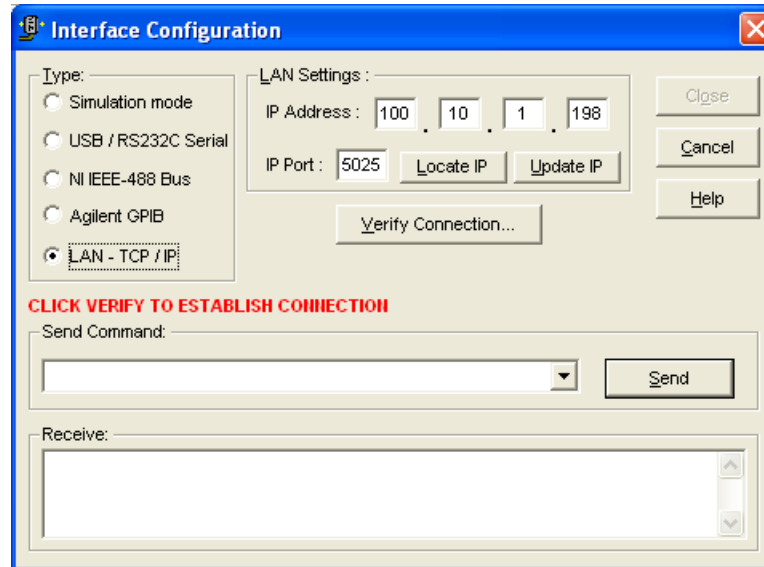 Interface Configuration
Type:
Simulation mode
USB / RS232C Serial
NI IEEE-488 Bus
Agilent GPIB
LAN - TCP / IP
LAN Settings :
IP Address : 100 . 10 . 1 . 198
IP Port : 5025 Locate IP Update IP
Verify Connection...
Close
Cancel
Help
CLICK VERIFY TO ESTABLISH CONNECTION
Send Command:
Send
Receive: